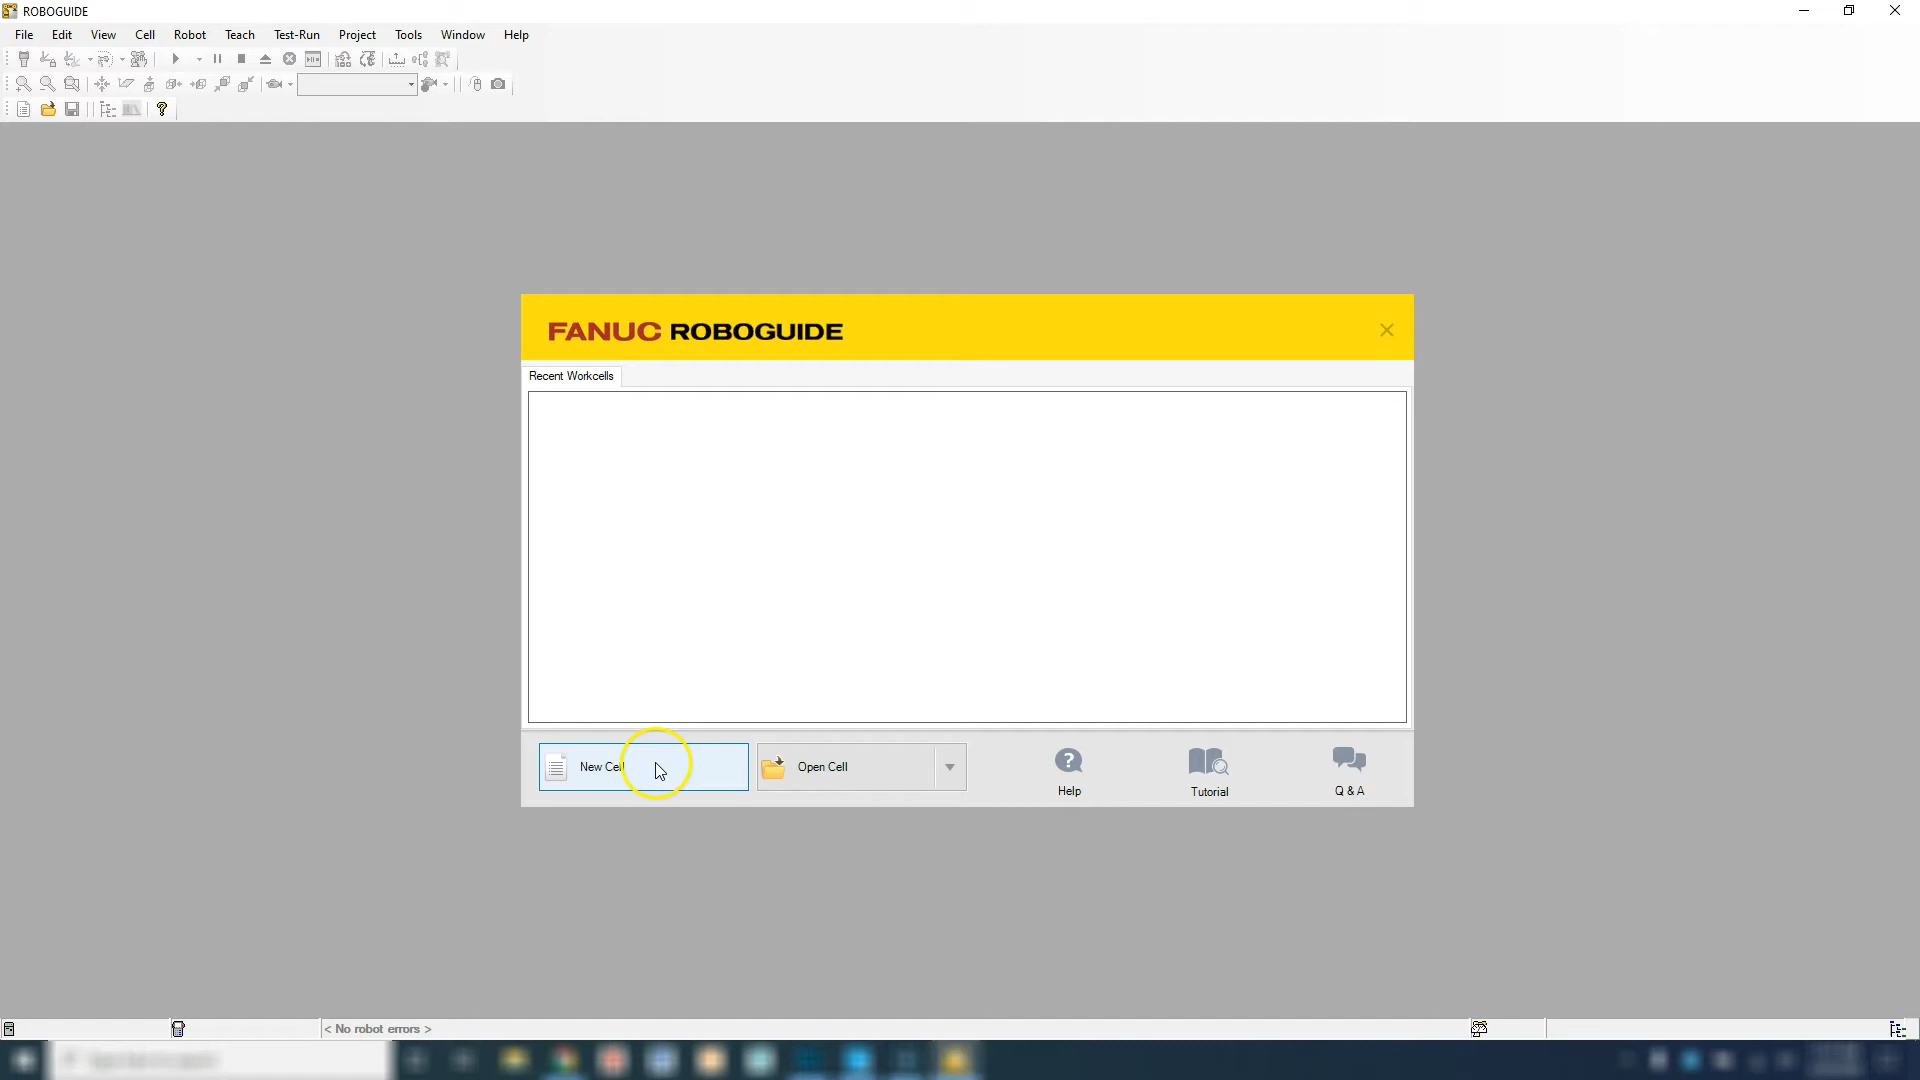 ROBOGUIDE
File Edit View Cell Robot Teach Test-Run Project Tools Window Help
FANUC ROBOGUIDE
Recent Workcells
New Cell
Open Cell
Help
Tutorial
Q & A
< No robot errors >